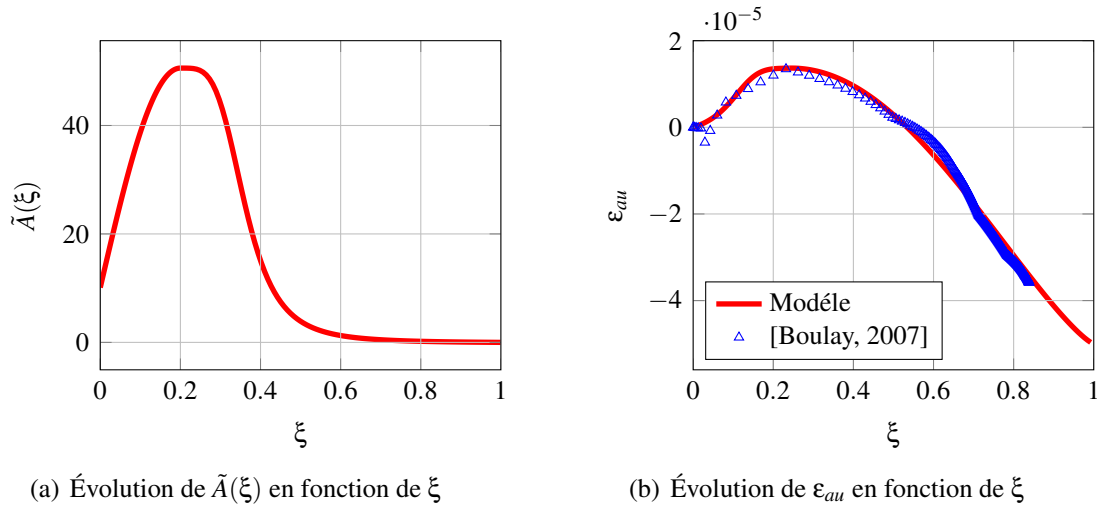 40
20
0
0
0.2
0.4
0.6
0.8
1
Ã(ξ)
ξ
(a) Évolution de Ã(ξ) en fonction de ξ
·10⁻⁵
2
0
−2
−4
0
0.2
0.4
0.6
0.8
1
ε_au
ξ
Modéle
[Boulay, 2007]
(b) Évolution de ε_au en fonction de ξ